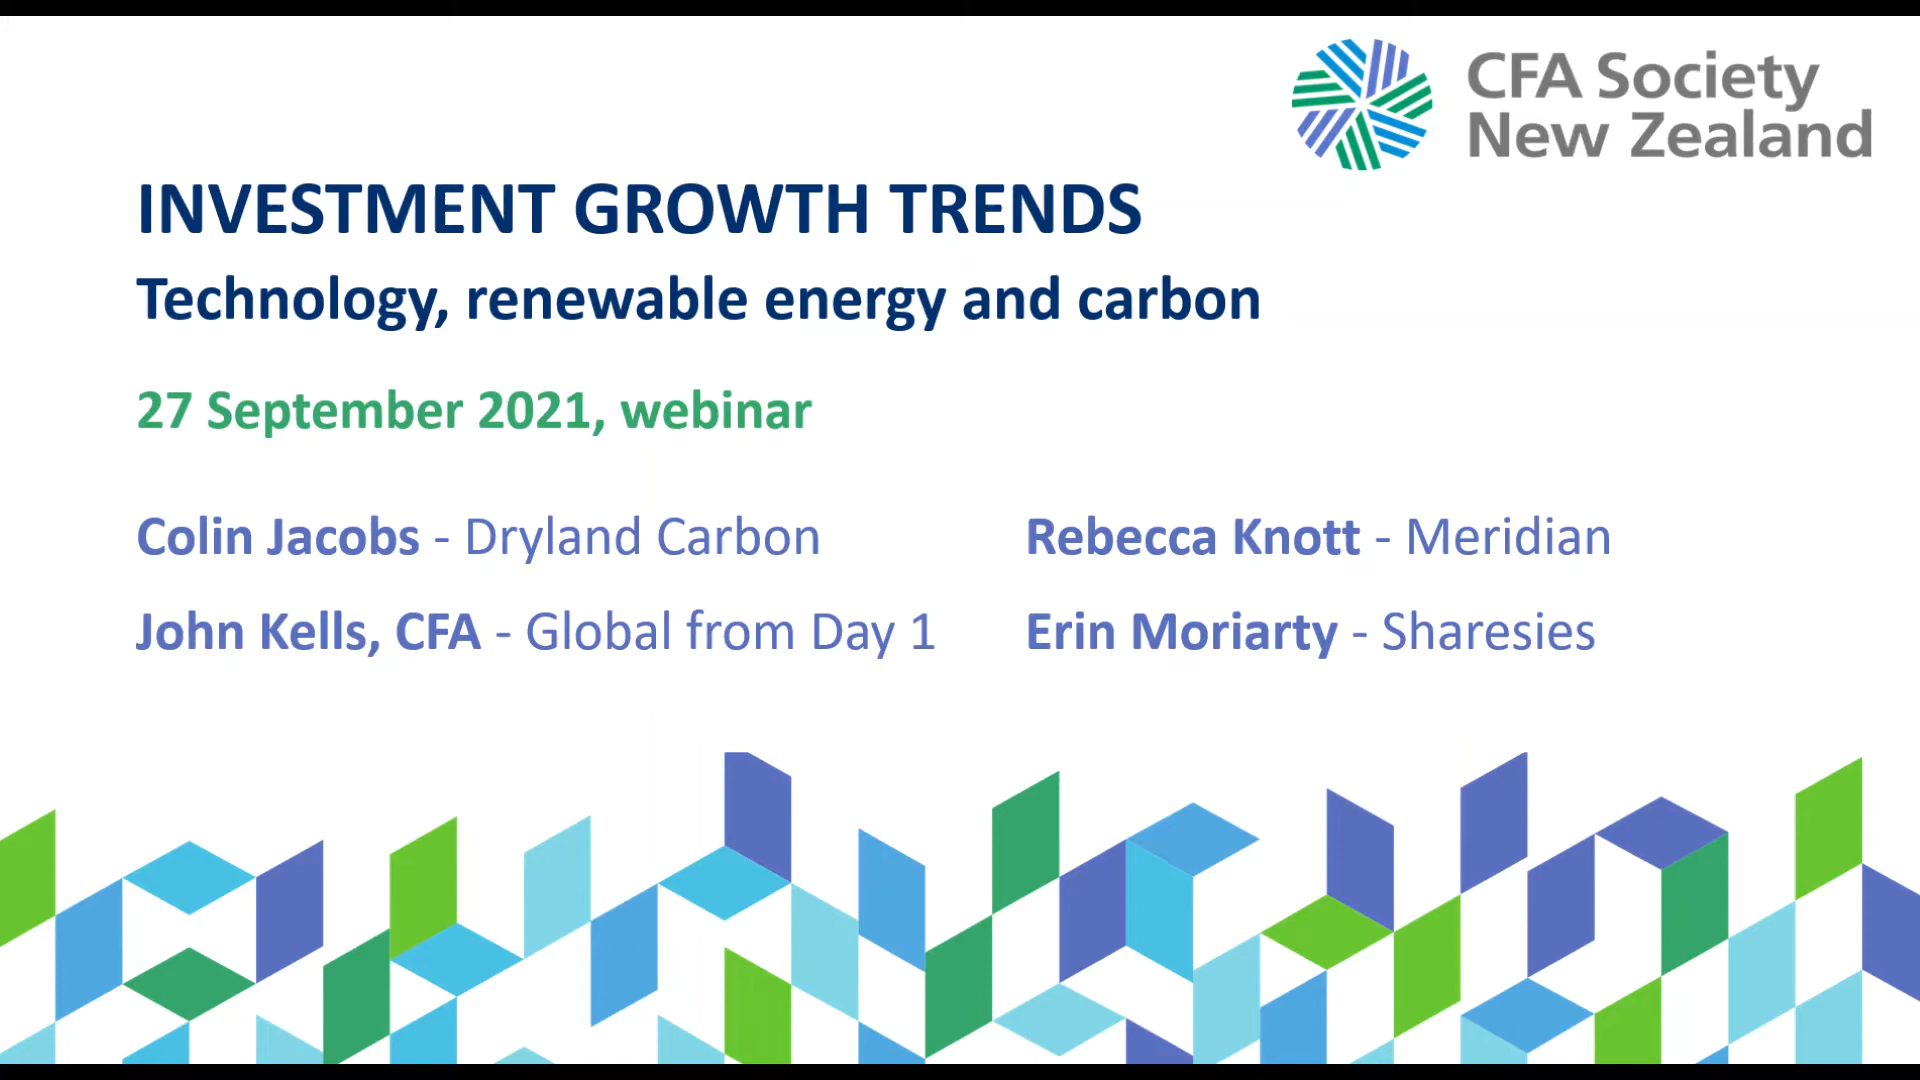 CFA Society
New Zealand
INVESTMENT GROWTH TRENDS
Technology, renewable energy and carbon
27 September 2021, webinar
Colin Jacobs - Dryland Carbon
Rebecca Knott - Meridian
John Kells, CFA - Global from Day 1
Erin Moriarty - Sharesies